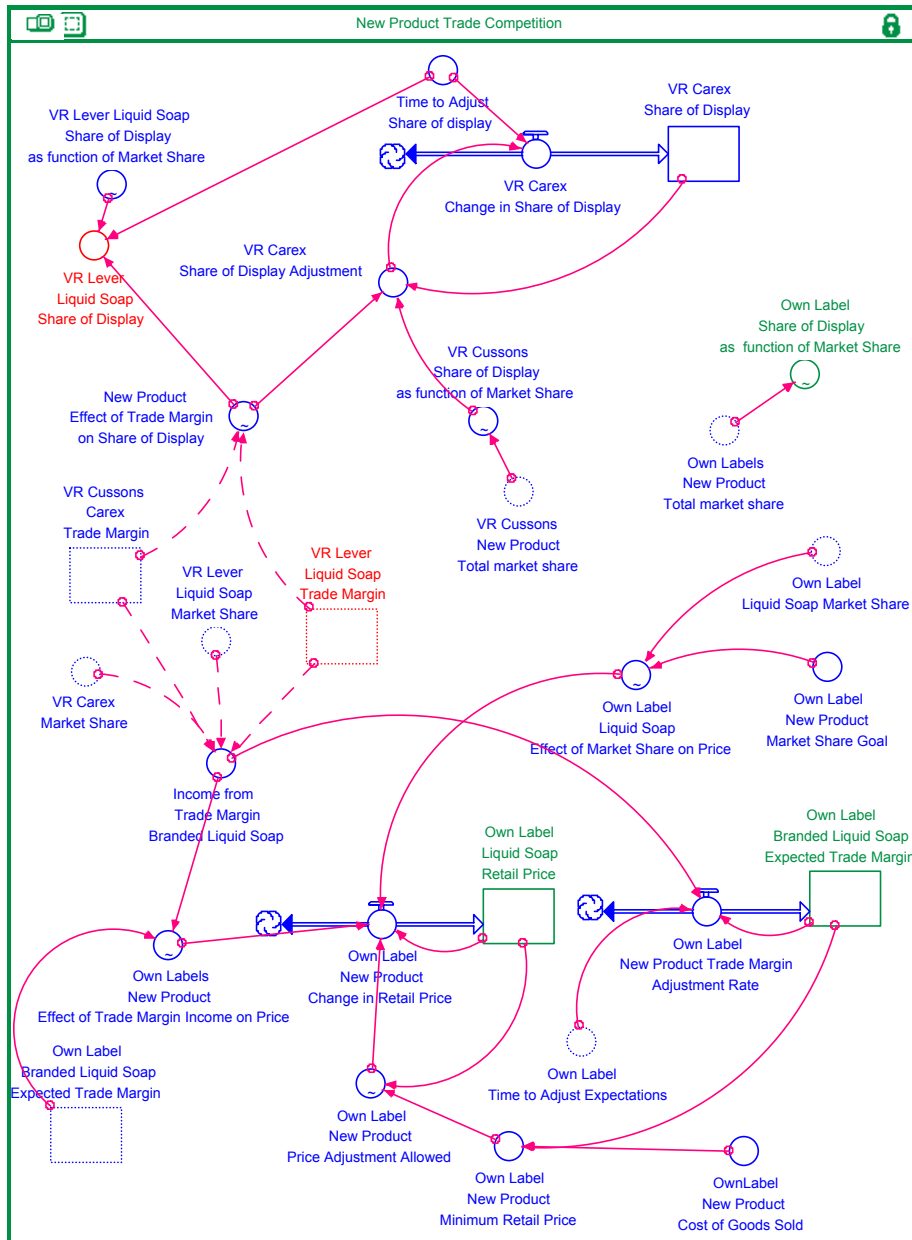 New Product Trade Competition
Time to Adjust
Share of display
VR Carex
Share of Display
VR Lever Liquid Soap
Share of Display
as function of Market Share
VR Carex
Change in Share of Display
VR Carex
Share of Display Adjustment
VR Lever
Liquid Soap
Share of Display
Own Label
Share of Display
as function of Market Share
VR Cussons
Share of Display
as function of Market Share
New Product
Effect of Trade Margin
on Share of Display
Own Labels
New Product
Total market share
VR Cussons
Carex
Trade Margin
VR Cussons
New Product
Total market share
VR Lever
Liquid Soap
Trade Margin
VR Lever
Liquid Soap
Market Share
Own Label
Liquid Soap Market Share
VR Carex
Market Share
Own Label
Liquid Soap
Effect of Market Share on Price
Own Label
New Product
Market Share Goal
Income from
Trade Margin
Branded Liquid Soap
Own Label
Liquid Soap
Retail Price
Own Label
Branded Liquid Soap
Expected Trade Margin
Own Labels
New Product
Effect of Trade Margin Income on Price
Own Label
New Product
Change in Retail Price
Own Label
New Product Trade Margin
Adjustment Rate
Own Label
Branded Liquid Soap
Expected Trade Margin
Own Label
Time to Adjust Expectations
Own Label
New Product
Price Adjustment Allowed
Own Label
New Product
Minimum Retail Price
OwnLabel
New Product
Cost of Goods Sold